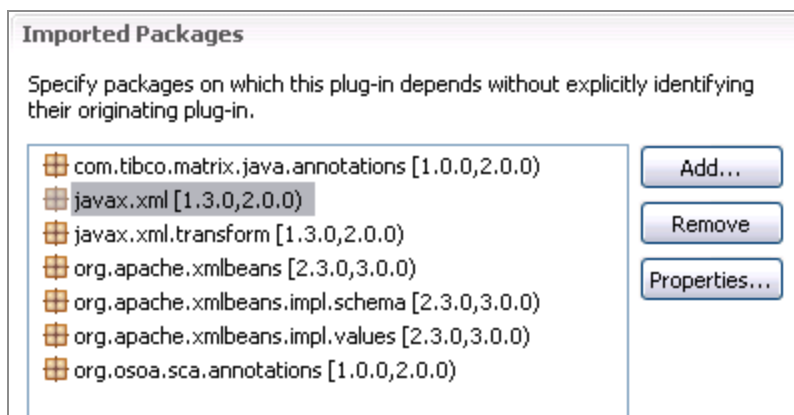 Imported Packages
Specify packages on which this plug-in depends without explicitly identifying
their originating plug-in.
com.tibco.matrix.java.annotations [1.0.0,2.0.0)
javax.xml [1.3.0,2.0.0)
javax.xml.transform [1.3.0,2.0.0)
org.apache.xmlbeans [2.3.0,3.0.0)
org.apache.xmlbeans.impl.schema [2.3.0,3.0.0)
org.apache.xmlbeans.impl.values [2.3.0,3.0.0)
org.osoa.sca.annotations [1.0.0,2.0.0)
Add...
Remove
Properties...